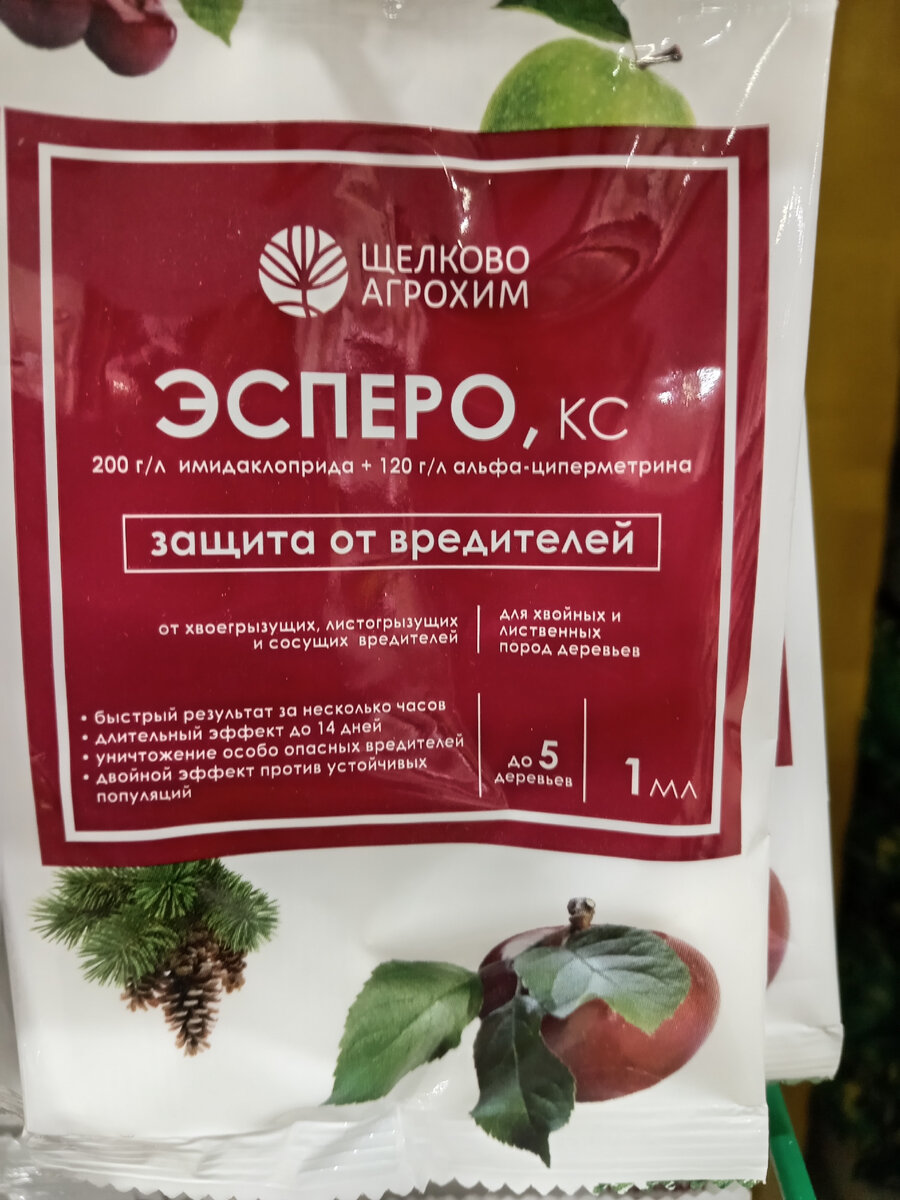 ЩЕЛКОВО
АГРОХИМ
ЭСПЕРО, КС
200 г/л имидаклоприда + 120 г/л альфа-циперметрина
защита от вредителей
от хвоегрызущих, листогрызущих
и сосущих вредителей
для хвойных и
лиственных
пород деревьев
• быстрый результат за несколько часов
• длительный эффект до 14 дней
• уничтожение особо опасных вредителей
• двойной эффект против устойчивых
популяций
до 5
деревьев
1 мл